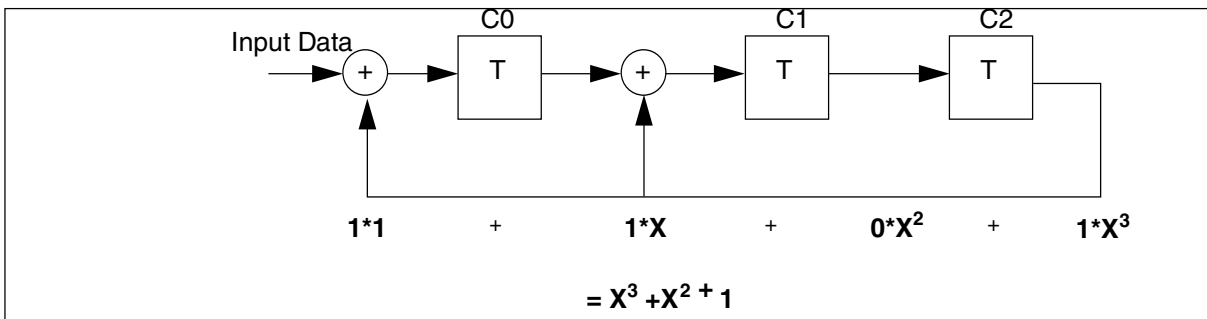 C0 C1 C2
Input Data
+ T + T T
1*1 + 1*X + 0*X² + 1*X³
= X³ +X² + 1